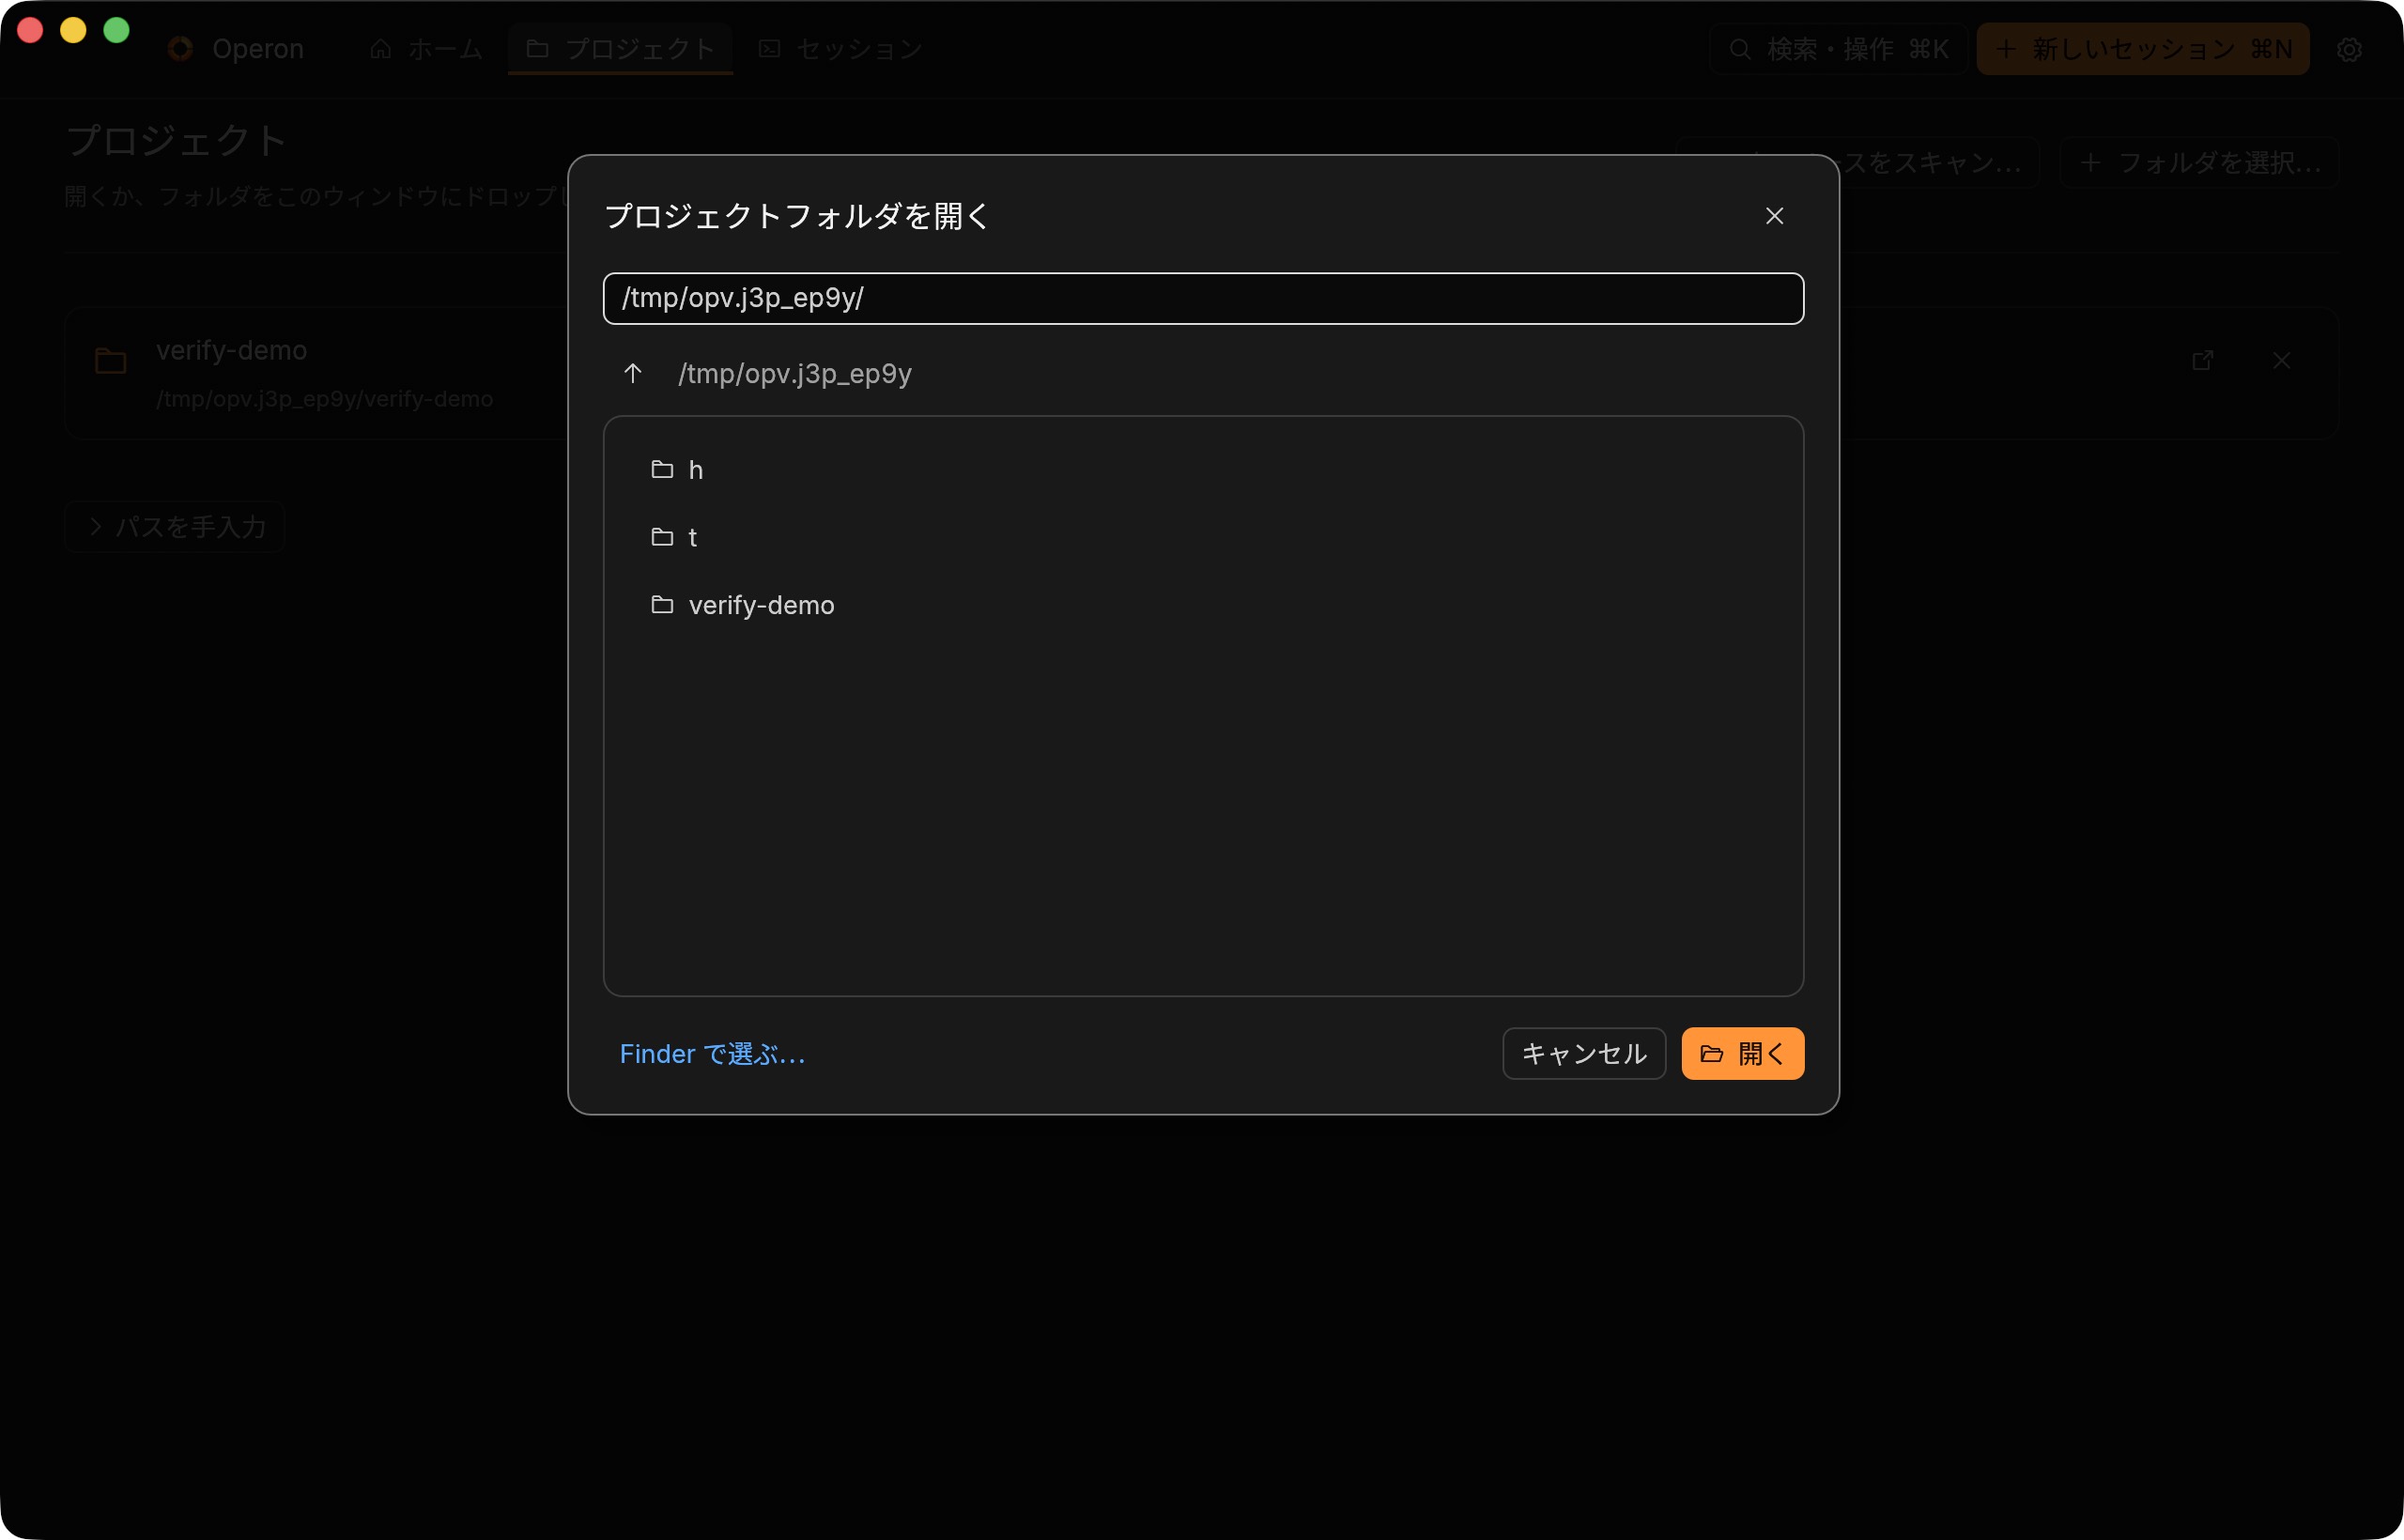 Operon
ホーム
プロジェクト
セッション
検索・操作 ⌘K
新しいセッション ⌘N
プロジェクト
開くか、フォルダをこのウィンドウにドロップし
スをスキャン...
フォルダを選択...
verify-demo
/tmp/opv.j3p_ep9y/verify-demo
パスを手入力
プロジェクトフォルダを開く
/tmp/opv.j3p_ep9y/
/tmp/opv.j3p_ep9y
h
t
verify-demo
Finder で選ぶ...
キャンセル
開く